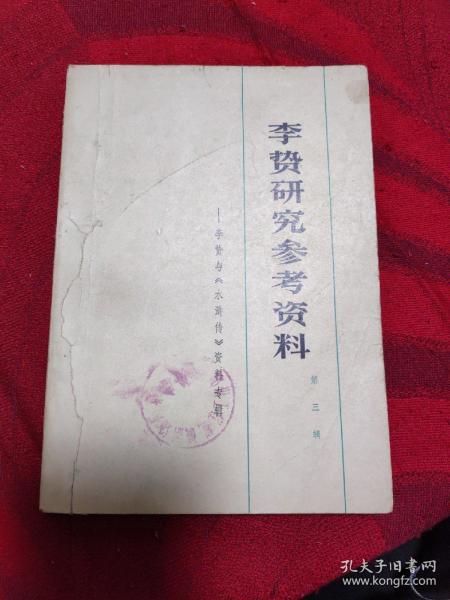 李贽研究参考资料
第三辑
——李贽与《水浒传》资料专辑
孔夫子旧书网
www.kongfz.com